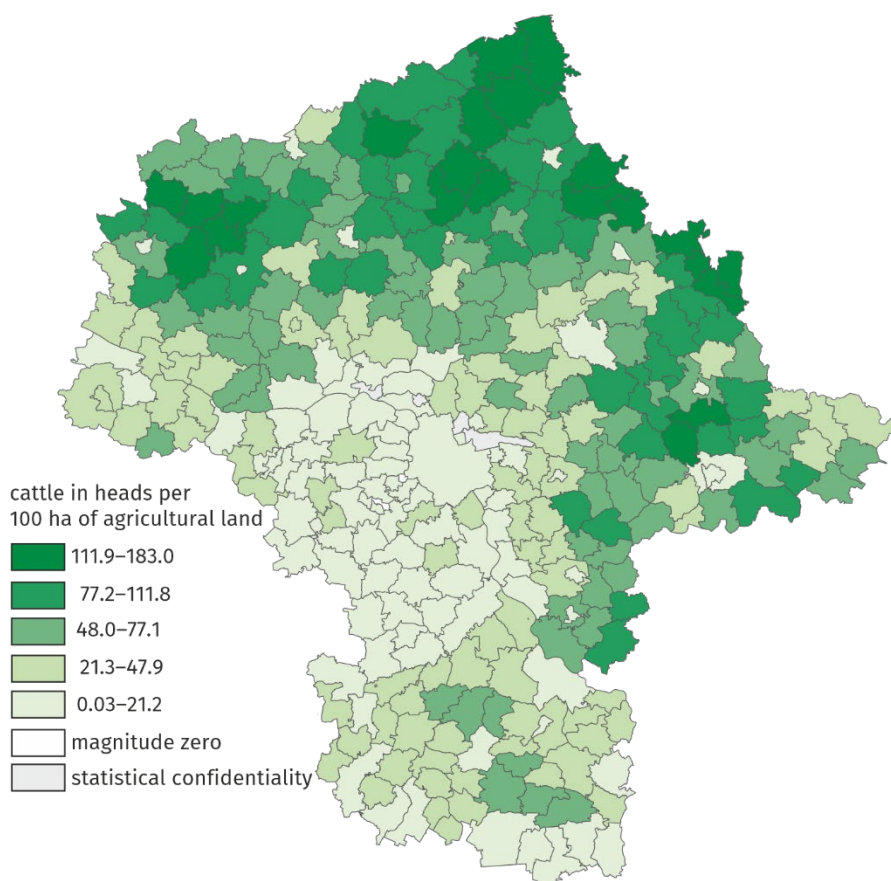 cattle in heads per
100 ha of agricultural land
111.9–183.0
77.2–111.8
48.0–77.1
21.3–47.9
0.03–21.2
magnitude zero
statistical confidentiality